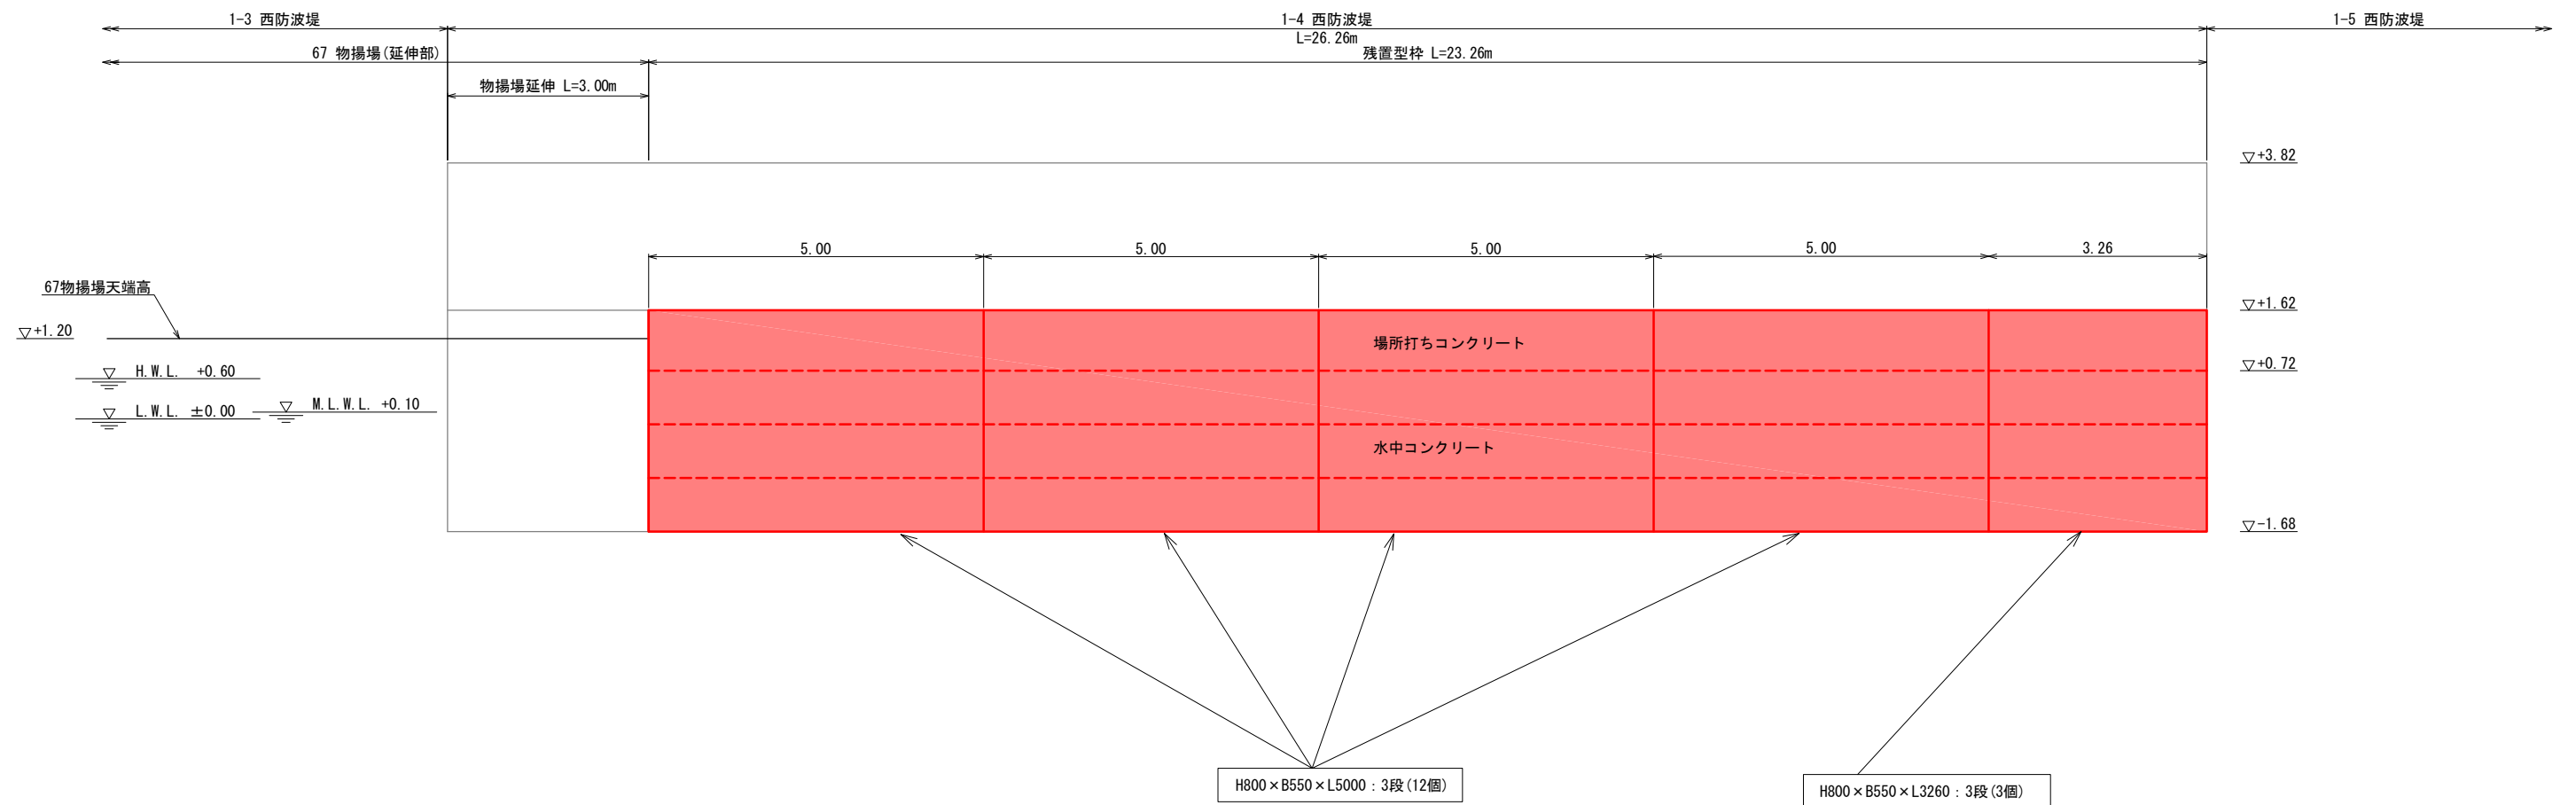 1-3 西防波堤
1-4 西防波堤
1-5 西防波堤
L=26.26m
67 物揚場(延伸部)
残置型枠 L=23.26m
物揚場延伸 L=3.00m
▽+3.82
5.00
5.00
5.00
5.00
3.26
67物揚場天端高
▽+1.62
▽+1.20
場所打ちコンクリート
▽+0.72
▽ H.W.L. +0.60
▽ L.W.L. ±0.00
▽ M.L.W.L. +0.10
水中コンクリート
▽-1.68
H800×B550×L5000:3段(12個)
H800×B550×L3260:3段(3個)